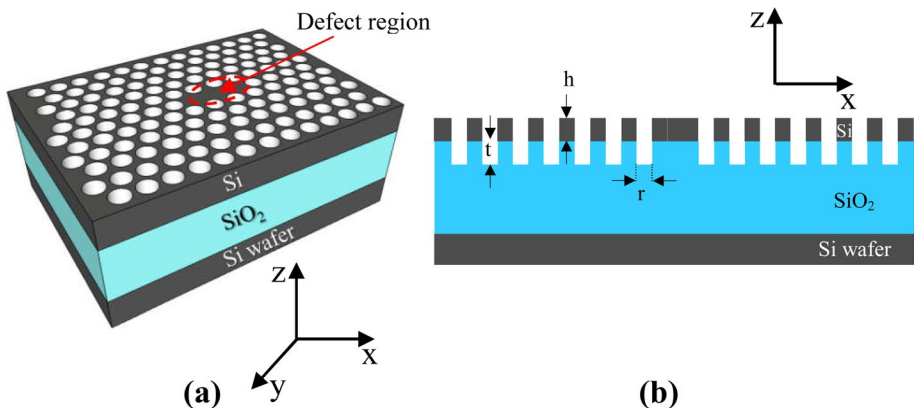 Defect region
Si
SiO₂
Si wafer
z
x
y
(a)
z
x
h
Si
t
r
SiO₂
Si wafer
(b)